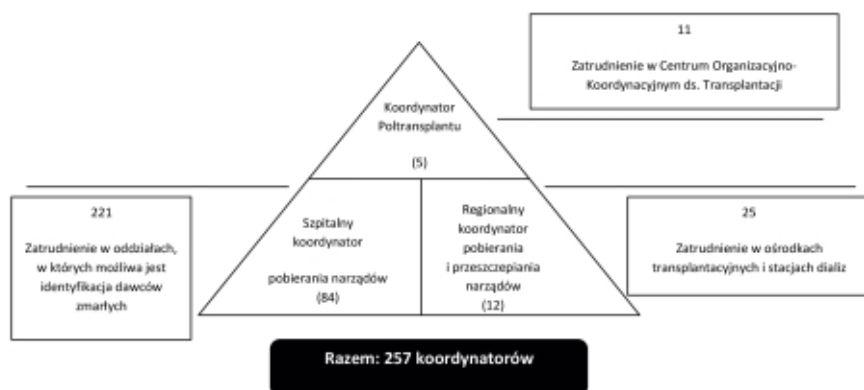 11
Zatrudnienie w Centrum Organizacyjno-
Koordynacyjnym ds. Transplantacji
Koordynator
Poltransplantu
(5)
221
Zatrudnienie w oddziałach,
w których możliwa jest
identyfikacja dawców
zmarłych
Szpitalny
koordynator
pobierania narządów
(84)
Regionalny
koordynator
pobierania
i przeszczepiania
narządów
(12)
25
Zatrudnienie w ośrodkach
transplantacyjnych i stacjach dializ
Razem: 257 koordynatorów